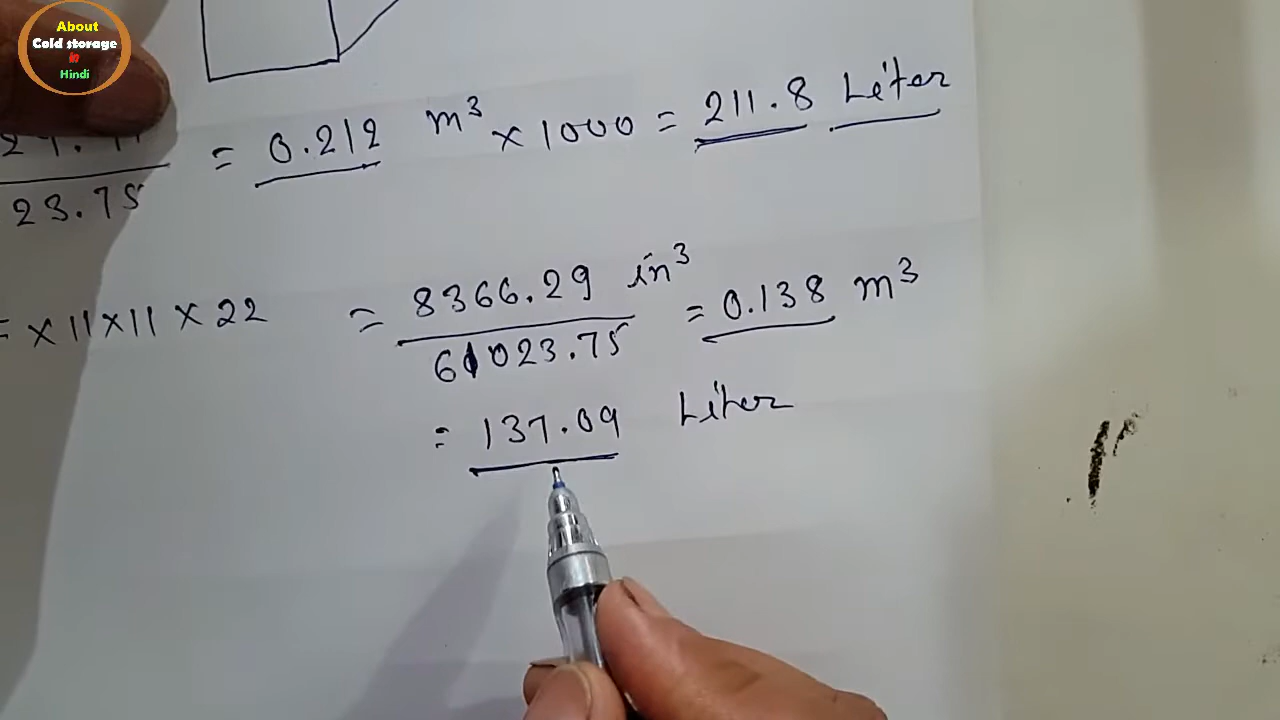 About
Cold storage
in
Hindi
= 0.212 m³ × 1000 = 211.8 Liter
23.75
= × 11 × 11 × 22 = 8366.29 in³
61023.75
= 0.138 m³
= 137.09 Liter